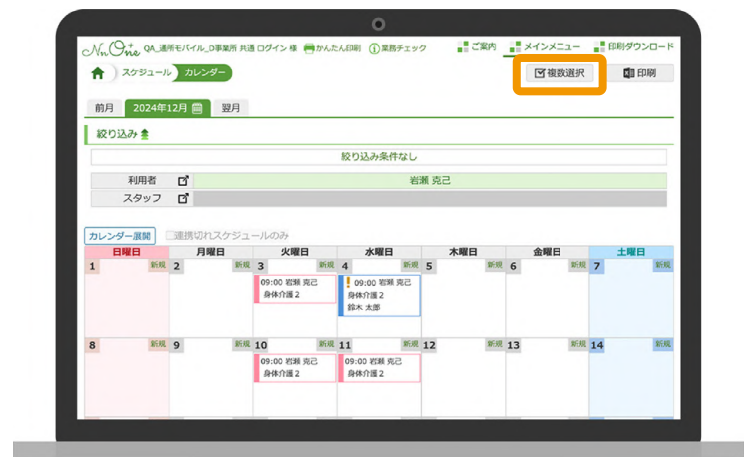 NnOne QA_通所モバイル_D事業所 共通 ログイン 様 かんたん印刷 業務チェック ご案内 メインメニュー 印刷ダウンロード
スケジュール カレンダー 複数選択 印刷
前月 2024年12月 翌月
絞り込み
絞り込み条件なし
利用者 岩瀬 克己
スタッフ
カレンダー展開 連携切れスケジュールのみ
日曜日 月曜日 火曜日 水曜日 木曜日 金曜日 土曜日
1 新規 2 新規 3 新規 4 新規 5 新規 6 新規 7 新規
09:00 岩瀬 克己 09:00 岩瀬 克己
身体介護2 身体介護2
鈴木 太郎
8 新規 9 新規 10 新規 11 新規 12 新規 13 新規 14 新規
09:00 岩瀬 克己 09:00 岩瀬 克己
身体介護2 身体介護2